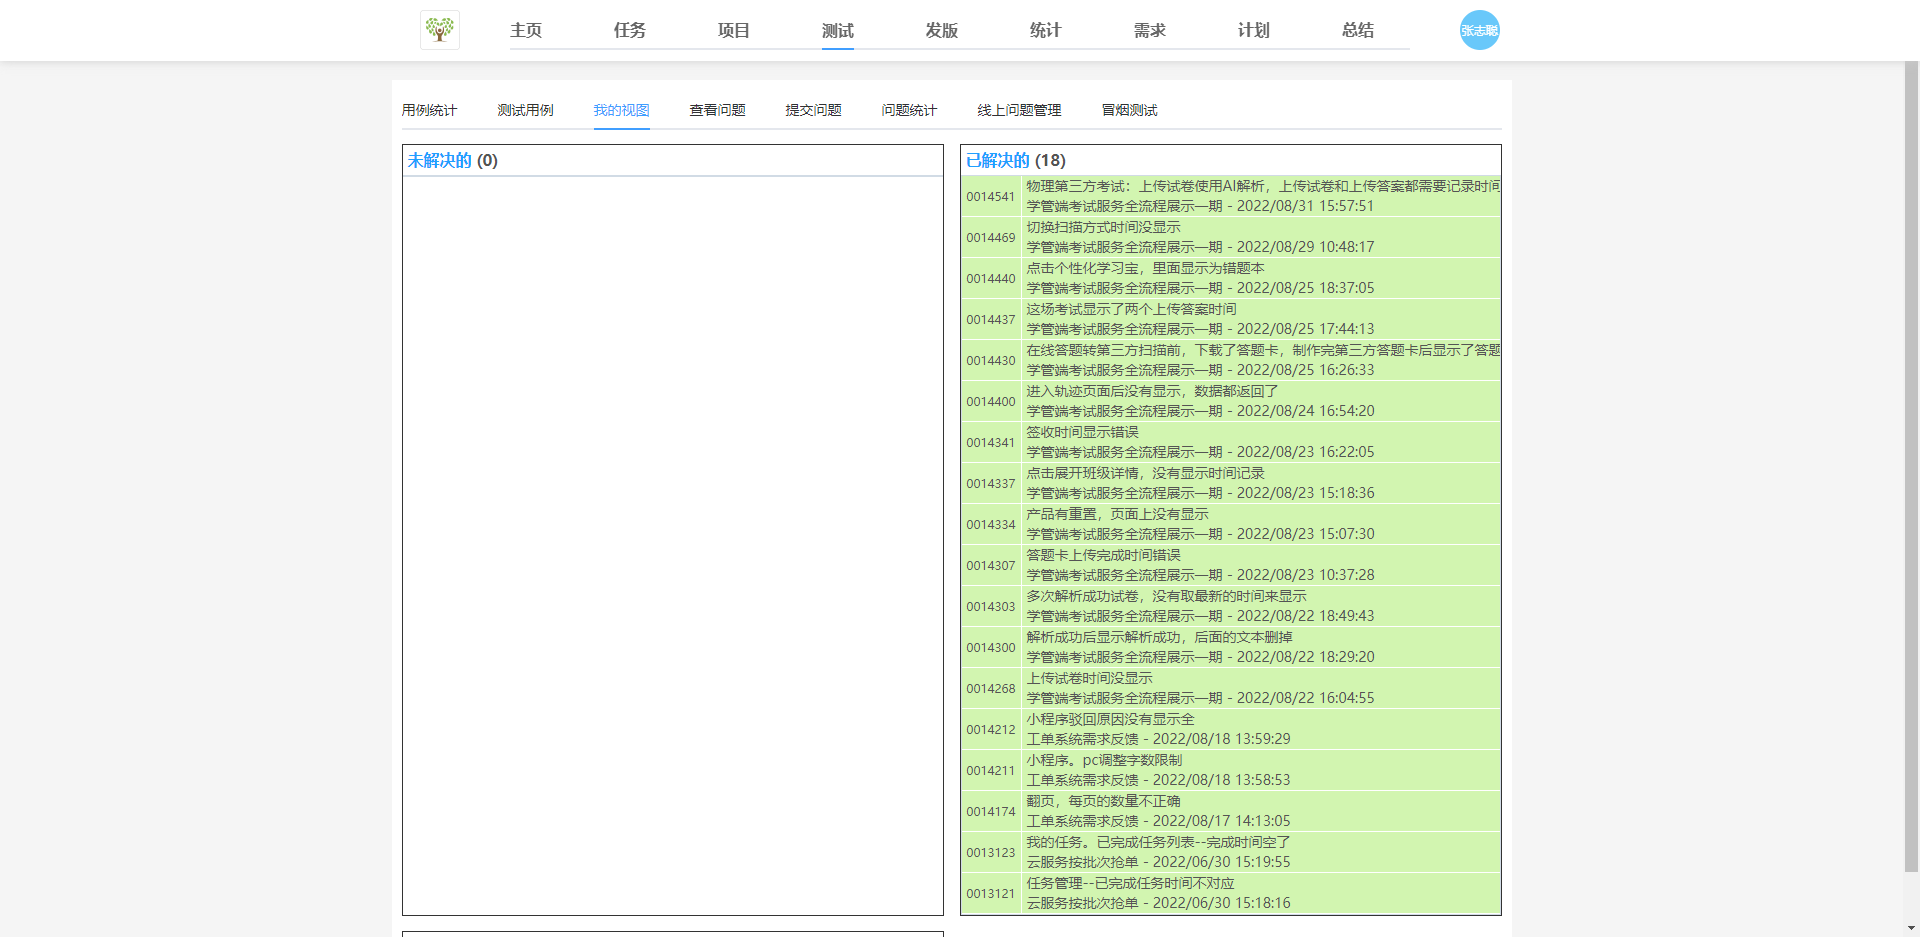 主页
任务
项目
测试
发版
统计
需求
计划
总结
张志聪
用例统计
测试用例
我的视图
查看问题
提交问题
问题统计
线上问题管理
冒烟测试
未解决的 (0)
已解决的 (18)
0014541
物理第三方考试：上传试卷使用AI解析，上传试卷和上传答案都需要记录时间
学管端考试服务全流程展示一期 - 2022/08/31 15:57:51
0014469
切换扫描方式时间没显示
学管端考试服务全流程展示一期 - 2022/08/29 10:48:17
0014440
点击个性化学习宝，里面显示为错题本
学管端考试服务全流程展示一期 - 2022/08/25 18:37:05
0014437
这场考试显示了两个上传答案时间
学管端考试服务全流程展示一期 - 2022/08/25 17:44:13
0014430
在线答题转第三方扫描前，下载了答题卡，制作完第三方答题卡后显示了答题
学管端考试服务全流程展示一期 - 2022/08/25 16:26:33
0014400
进入轨迹页面后没有显示，数据都返回了
学管端考试服务全流程展示一期 - 2022/08/24 16:54:20
0014341
签收时间显示错误
学管端考试服务全流程展示一期 - 2022/08/23 16:22:05
0014337
点击展开班级详情，没有显示时间记录
学管端考试服务全流程展示一期 - 2022/08/23 15:18:36
0014334
产品有重置，页面上没有显示
学管端考试服务全流程展示一期 - 2022/08/23 15:07:30
0014307
答题卡上传完成时间错误
学管端考试服务全流程展示一期 - 2022/08/23 10:37:28
0014303
多次解析成功试卷，没有取最新的时间来显示
学管端考试服务全流程展示一期 - 2022/08/22 18:49:43
0014300
解析成功后显示解析成功，后面的文本删掉
学管端考试服务全流程展示一期 - 2022/08/22 18:29:20
0014268
上传试卷时间没显示
学管端考试服务全流程展示一期 - 2022/08/22 16:04:55
0014212
小程序驳回原因没有显示全
工单系统需求反馈 - 2022/08/18 13:59:29
0014211
小程序。pc调整字数限制
工单系统需求反馈 - 2022/08/18 13:58:53
0014174
翻页，每页的数量不正确
工单系统需求反馈 - 2022/08/17 14:13:05
0013123
我的任务。已完成任务列表--完成时间空了
云服务按批次抢单 - 2022/06/30 15:19:55
0013121
任务管理--已完成任务时间不对应
云服务按批次抢单 - 2022/06/30 15:18:16